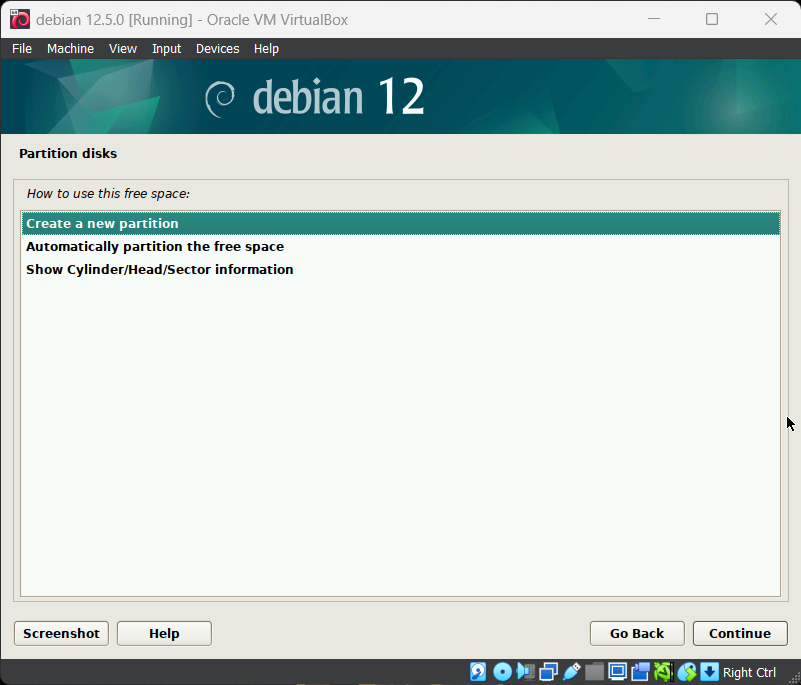 debian 12.5.0 [Running] - Oracle VM VirtualBox
File Machine View Input Devices Help
debian 12
Partition disks
How to use this free space:
Create a new partition
Automatically partition the free space
Show Cylinder/Head/Sector information
Screenshot Help Go Back Continue
Right Ctrl